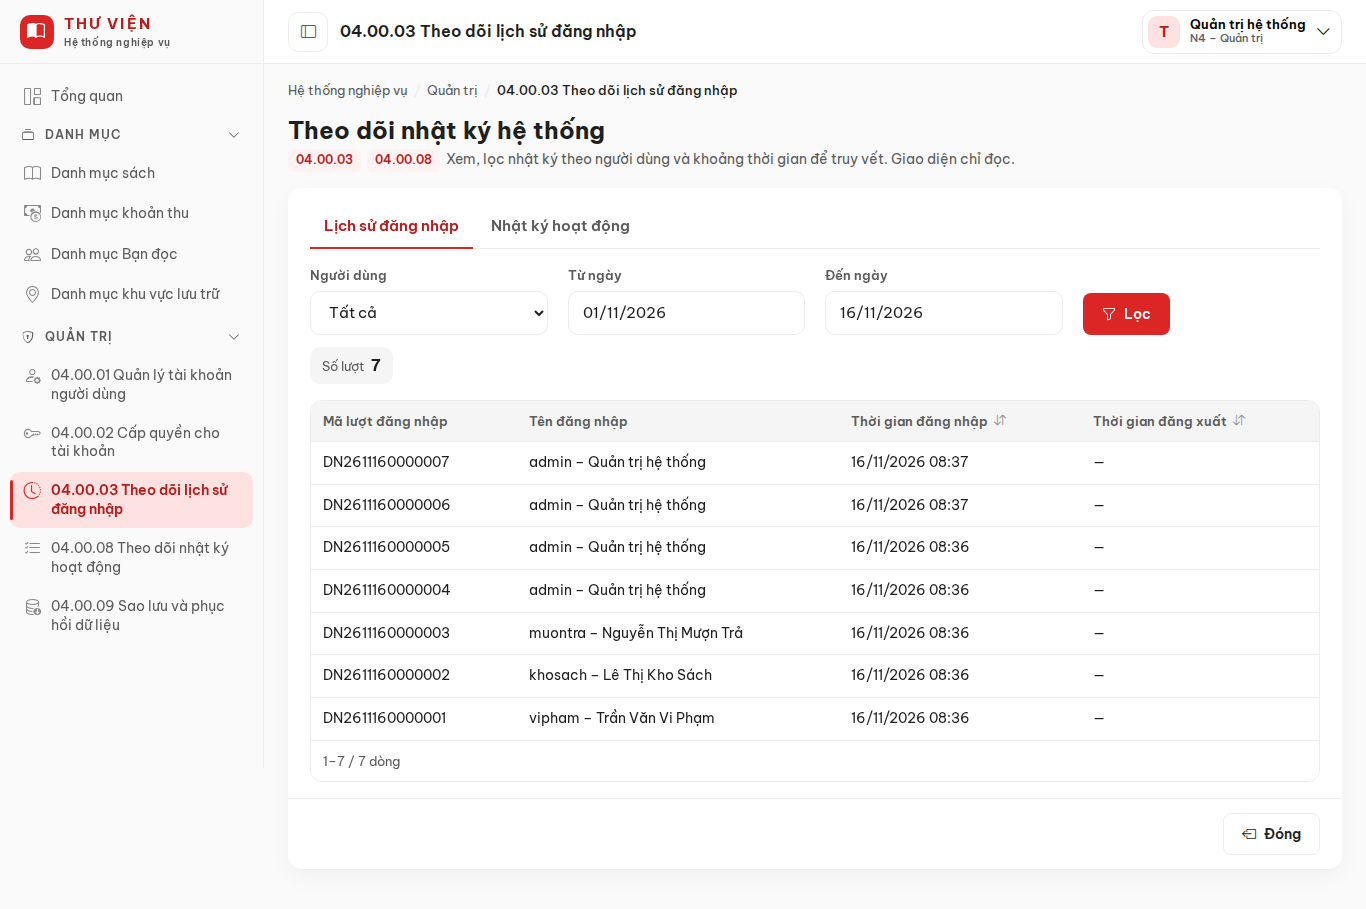 THƯ VIỆN
Hệ thống nghiệp vụ
Tổng quan
DANH MỤC
Danh mục sách
Danh mục khoản thu
Danh mục Bạn đọc
Danh mục khu vực lưu trữ
QUẢN TRỊ
04.00.01 Quản lý tài khoản
người dùng
04.00.02 Cấp quyền cho
tài khoản
04.00.03 Theo dõi lịch sử
đăng nhập
04.00.08 Theo dõi nhật ký
hoạt động
04.00.09 Sao lưu và phục
hồi dữ liệu
04.00.03 Theo dõi lịch sử đăng nhập
T
Quản trị hệ thống
N4 – Quản trị
Hệ thống nghiệp vụ / Quản trị / 04.00.03 Theo dõi lịch sử đăng nhập
Theo dõi nhật ký hệ thống
04.00.03 04.00.08 Xem, lọc nhật ký theo người dùng và khoảng thời gian để truy vết. Giao diện chỉ đọc.
Lịch sử đăng nhập Nhật ký hoạt động
Người dùng Từ ngày Đến ngày
Tất cả 01/11/2026 16/11/2026 Lọc
Số lượt 7
Mã lượt đăng nhập Tên đăng nhập Thời gian đăng nhập Thời gian đăng xuất
DN2611160000007 admin – Quản trị hệ thống 16/11/2026 08:37 —
DN2611160000006 admin – Quản trị hệ thống 16/11/2026 08:37 —
DN2611160000005 admin – Quản trị hệ thống 16/11/2026 08:36 —
DN2611160000004 admin – Quản trị hệ thống 16/11/2026 08:36 —
DN2611160000003 muontra – Nguyễn Thị Mượn Trả 16/11/2026 08:36 —
DN2611160000002 khosach – Lê Thị Kho Sách 16/11/2026 08:36 —
DN2611160000001 vipham – Trần Văn Vi Phạm 16/11/2026 08:36 —
1–7 / 7 dòng
Đóng